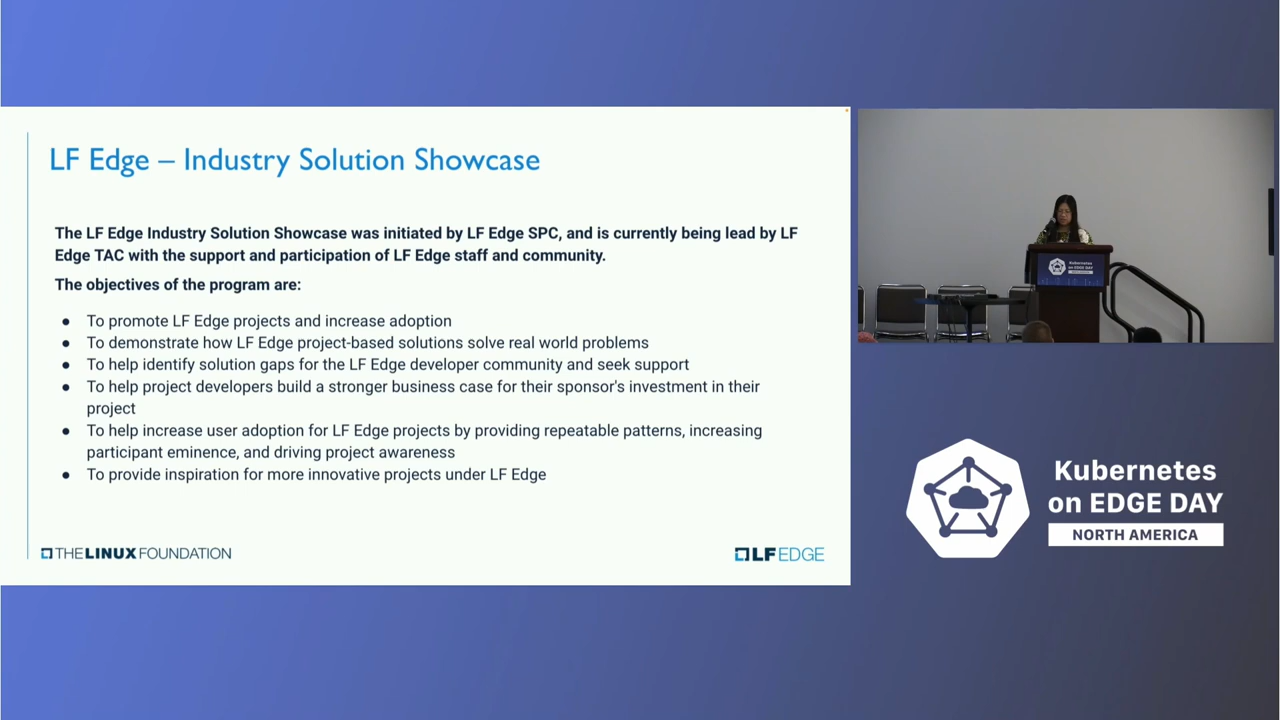 LF Edge – Industry Solution Showcase
The LF Edge Industry Solution Showcase was initiated by LF Edge SPC, and is currently being lead by LF
Edge TAC with the support and participation of LF Edge staff and community.
The objectives of the program are:
● To promote LF Edge projects and increase adoption
● To demonstrate how LF Edge project-based solutions solve real world problems
● To help identify solution gaps for the LF Edge developer community and seek support
● To help project developers build a stronger business case for their sponsor's investment in their
project
● To help increase user adoption for LF Edge projects by providing repeatable patterns, increasing
participant eminence, and driving project awareness
● To provide inspiration for more innovative projects under LF Edge
THE LINUX FOUNDATION
LF EDGE
Kubernetes
on EDGE DAY
Kubernetes
on EDGE DAY
NORTH AMERICA